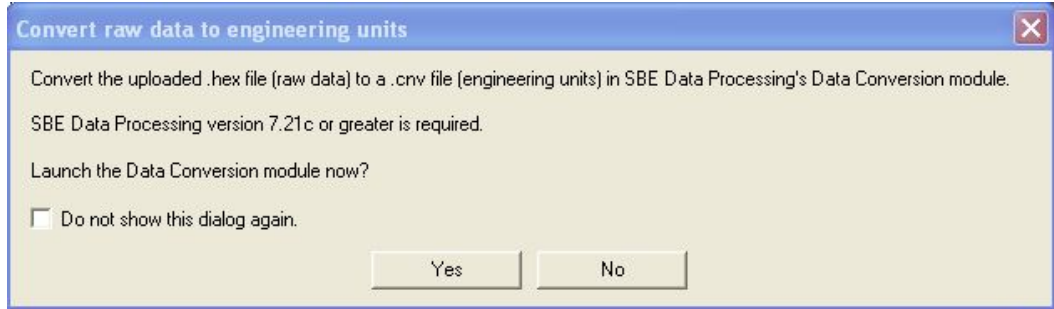 Convert raw data to engineering units
Convert the uploaded .hex file (raw data) to a .cnv file (engineering units) in SBE Data Processing's Data Conversion module.
SBE Data Processing version 7.21c or greater is required.
Launch the Data Conversion module now?
Do not show this dialog again.
Yes No